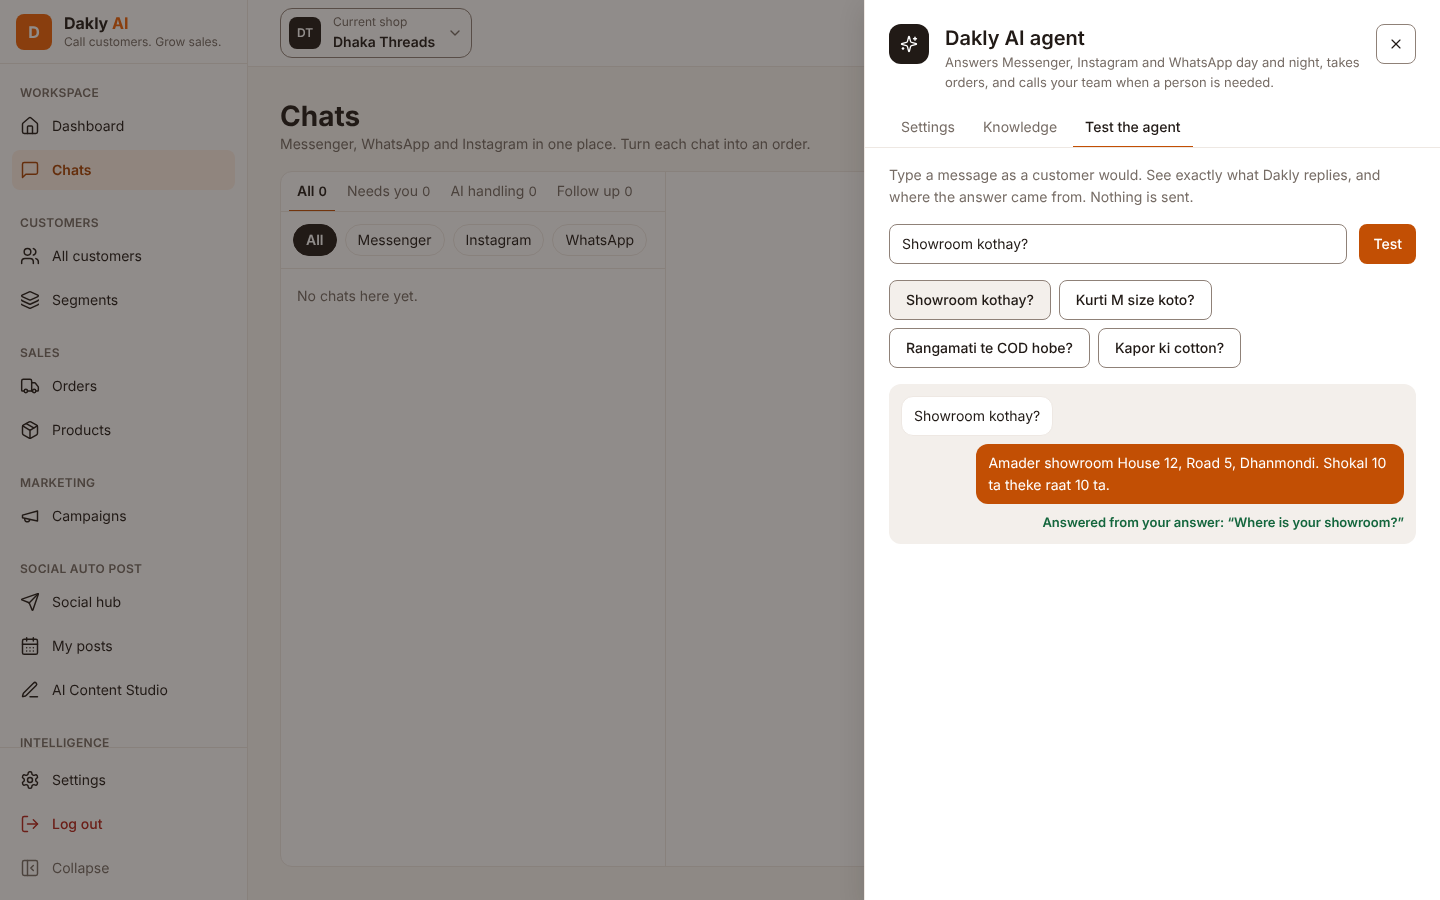 D
Dakly AI
Call customers. Grow sales.
WORKSPACE
Dashboard
Chats
CUSTOMERS
All customers
Segments
SALES
Orders
Products
MARKETING
Campaigns
SOCIAL AUTO POST
Social hub
My posts
AI Content Studio
INTELLIGENCE
Settings
Log out
Collapse
DT
Current shop
Dhaka Threads
Chats
Messenger, WhatsApp and Instagram in one place. Turn each chat into an order.
All 0 Needs you 0 AI handling 0 Follow up 0
All Messenger Instagram WhatsApp
No chats here yet.
Dakly AI agent
Answers Messenger, Instagram and WhatsApp day and night, takes
orders, and calls your team when a person is needed.
Settings Knowledge Test the agent
Type a message as a customer would. See exactly what Dakly replies, and
where the answer came from. Nothing is sent.
Showroom kothay? Test
Showroom kothay? Kurti M size koto?
Rangamati te COD hobe? Kapor ki cotton?
Showroom kothay?
Amader showroom House 12, Road 5, Dhanmondi. Shokal 10
ta theke raat 10 ta.
Answered from your answer: “Where is your showroom?”